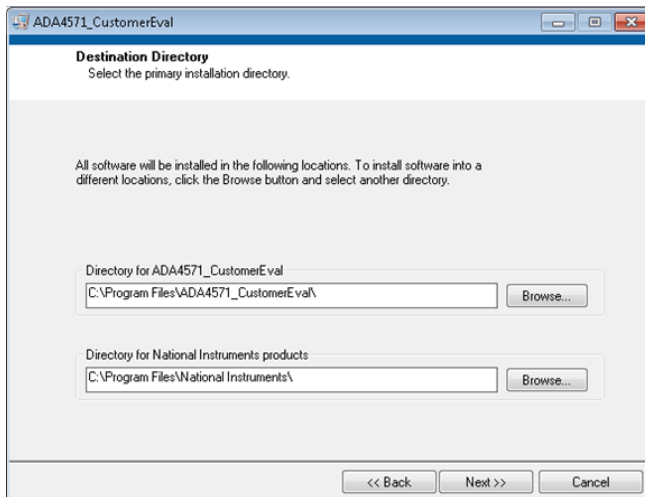 ADA4571_CustomerEval
Destination Directory
Select the primary installation directory.
All software will be installed in the following locations. To install software into a
different locations, click the Browse button and select another directory.
Directory for ADA4571_CustomerEval
C:\Program Files\ADA4571_CustomerEval\
Browse...
Directory for National Instruments products
C:\Program Files\National Instruments\
Browse...
<< Back
Next >>
Cancel